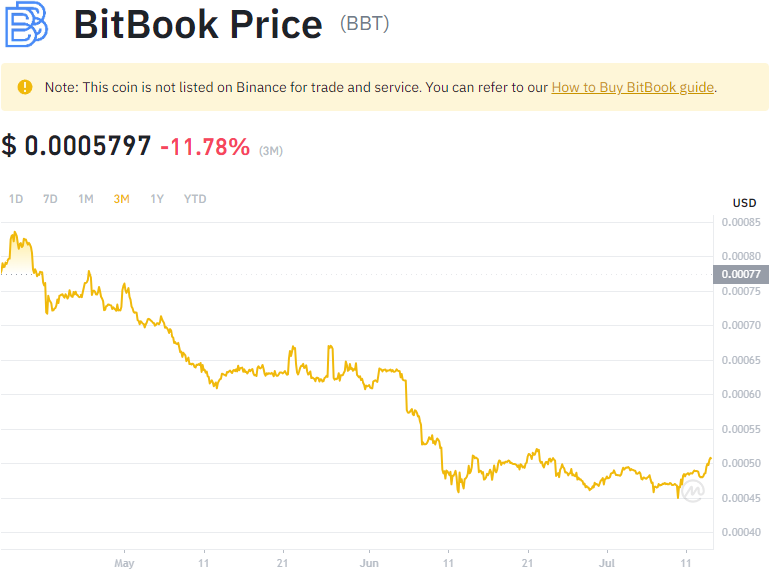 BitBook Price (BBT)
Note: This coin is not listed on Binance for trade and service. You can refer to our How to Buy BitBook guide.
$ 0.0005797 -11.78% (3M)
1D 7D 1M 3M 1Y YTD
USD
0.00085
0.00080
0.00077
0.00075
0.00070
0.00065
0.00060
0.00055
0.00050
0.00045
0.00040
May 11 21 Jun 11 21 Jul 11